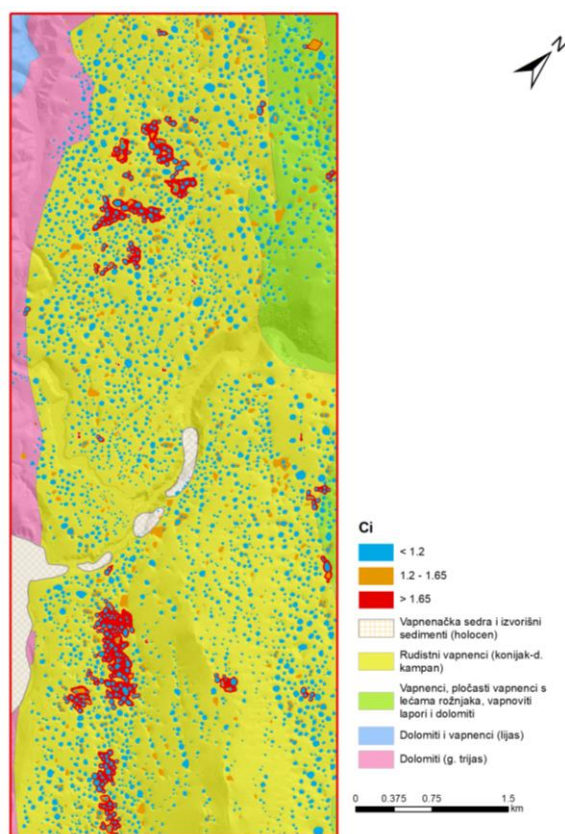 N
Ci
< 1.2
1.2 - 1.65
> 1.65
Vapnenačka sedra i izvorišni
sedimenti (holocen)
Rudistni vapnenci (konijak-d.
kampan)
Vapnenci, pločasti vapnenci s
lećama rožnjaka, vapnoviti
lapori i dolomiti
Dolomiti i vapnenci (lijas)
Dolomiti (g. trijas)
0 0.375 0.75 1.5
km